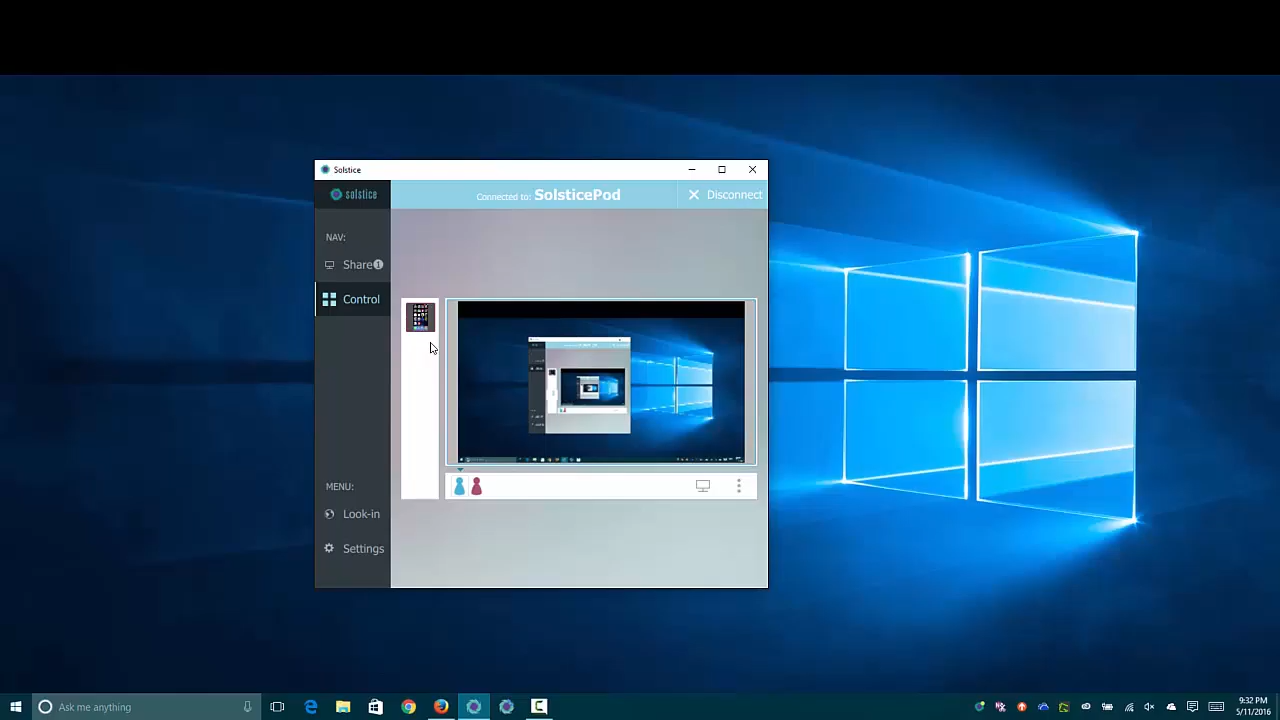 Solstice
solstice
Connected to: SolsticePod
Disconnect
NAV:
Share 1
Control
MENU:
Look-in
Settings
Ask me anything
9:32 PM
5/11/2016